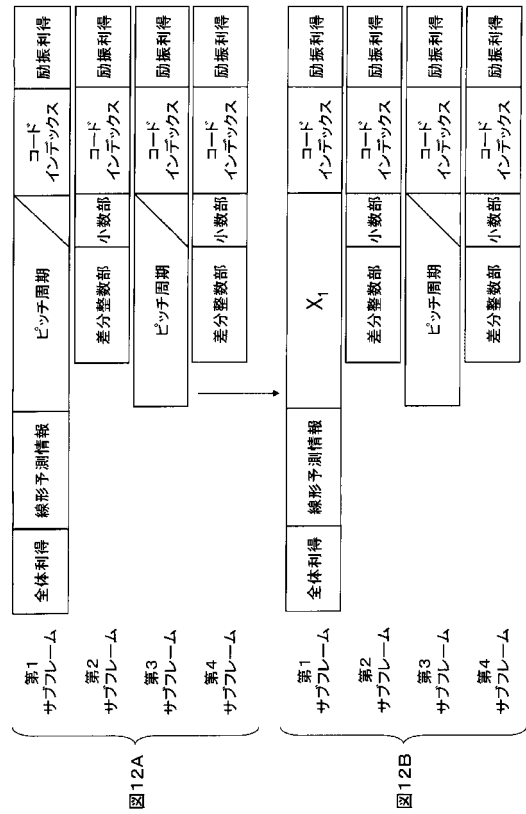 図12A
第1
サブフレーム
全体利得
線形予測情報
ピッチ周期
コード
インデックス
励振利得
第2
サブフレーム
差分整数部
小数部
コード
インデックス
励振利得
第3
サブフレーム
ピッチ周期
コード
インデックス
励振利得
第4
サブフレーム
差分整数部
小数部
コード
インデックス
励振利得
図12B
第1
サブフレーム
全体利得
線形予測情報
X1
コード
インデックス
励振利得
第2
サブフレーム
差分整数部
小数部
コード
インデックス
励振利得
第3
サブフレーム
ピッチ周期
コード
インデックス
励振利得
第4
サブフレーム
差分整数部
小数部
コード
インデックス
励振利得